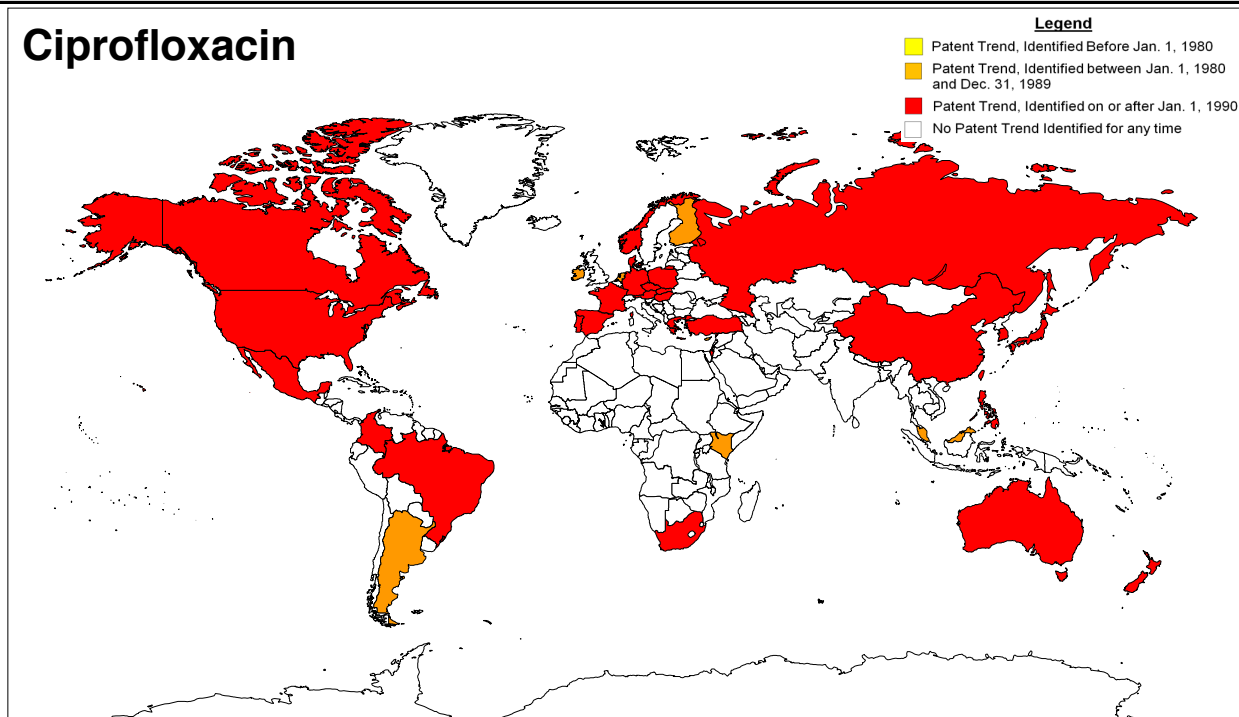 Ciprofloxacin
Legend
Patent Trend, Identified Before Jan. 1, 1980
Patent Trend, Identified between Jan. 1, 1980
and Dec. 31, 1989
Patent Trend, Identified on or after Jan. 1, 1990
No Patent Trend Identified for any time